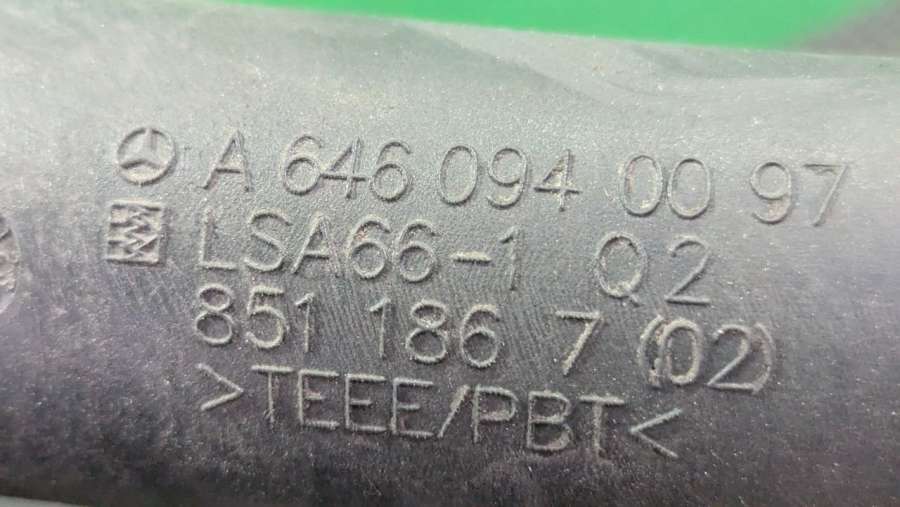 A 646 094 00 97
LSA66-1 Q2
851 186 7 (02)
>TEEE/PBT<